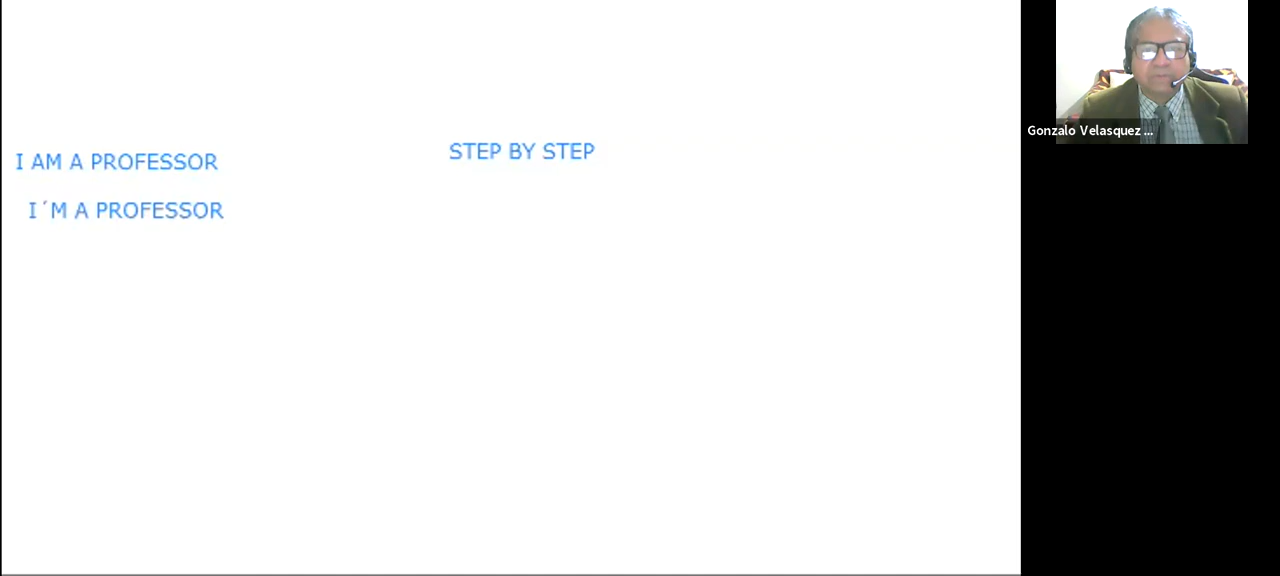 I AM A PROFESSOR
I´M A PROFESSOR
STEP BY STEP
Gonzalo Velasquez ...